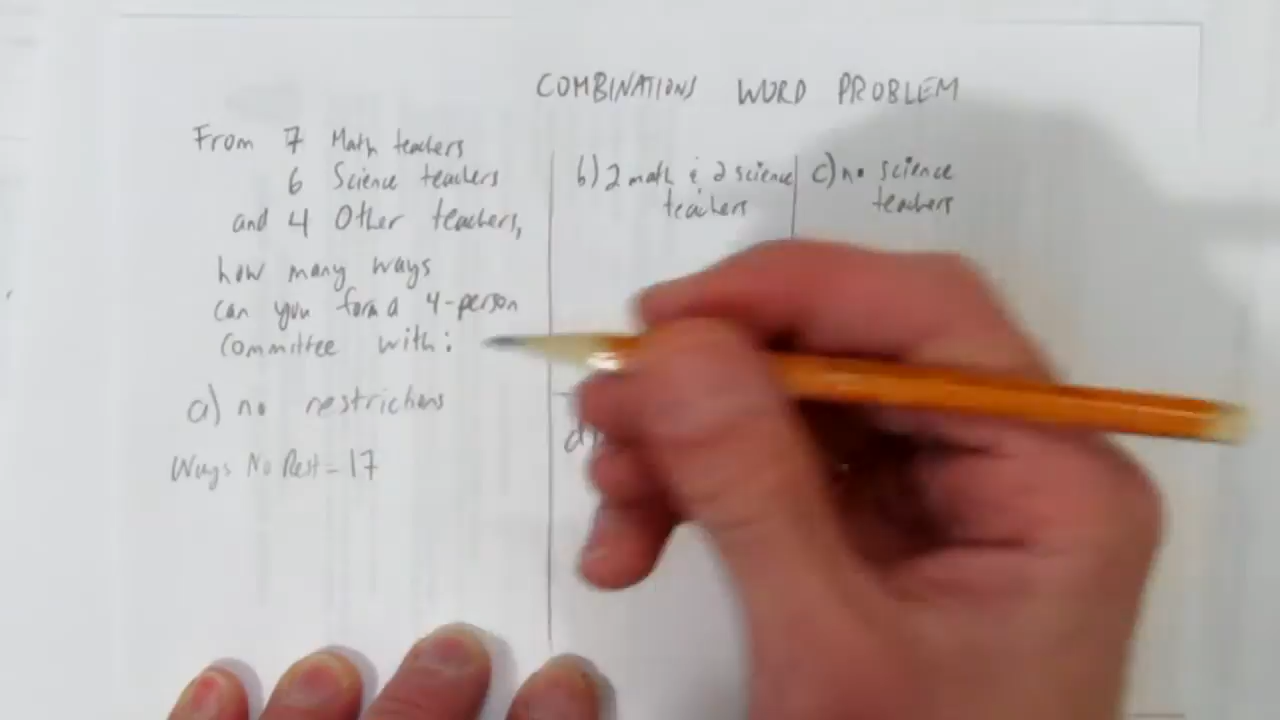 COMBINATIONS WORD PROBLEM
From 7 Math teachers
6 Science teachers
and 4 Other teachers,
how many ways
can you form a 4-person
committee with:
a) no restrictions
Ways No Rest = 17
b) 2 math & 2 science
teachers
c) no science
teachers
d)